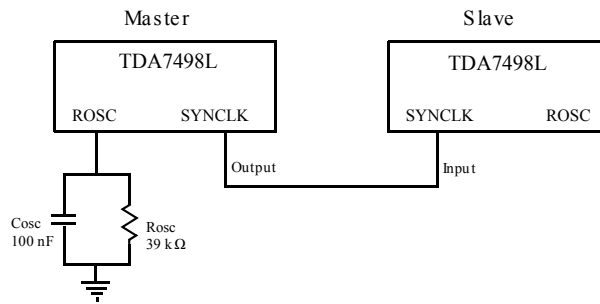 Master
Slave
TDA7498L
TDA7498L
ROSC
SYNCLK
SYNCLK
ROSC
Output
Input
Cosc
100 nF
Rosc
39 kΩ